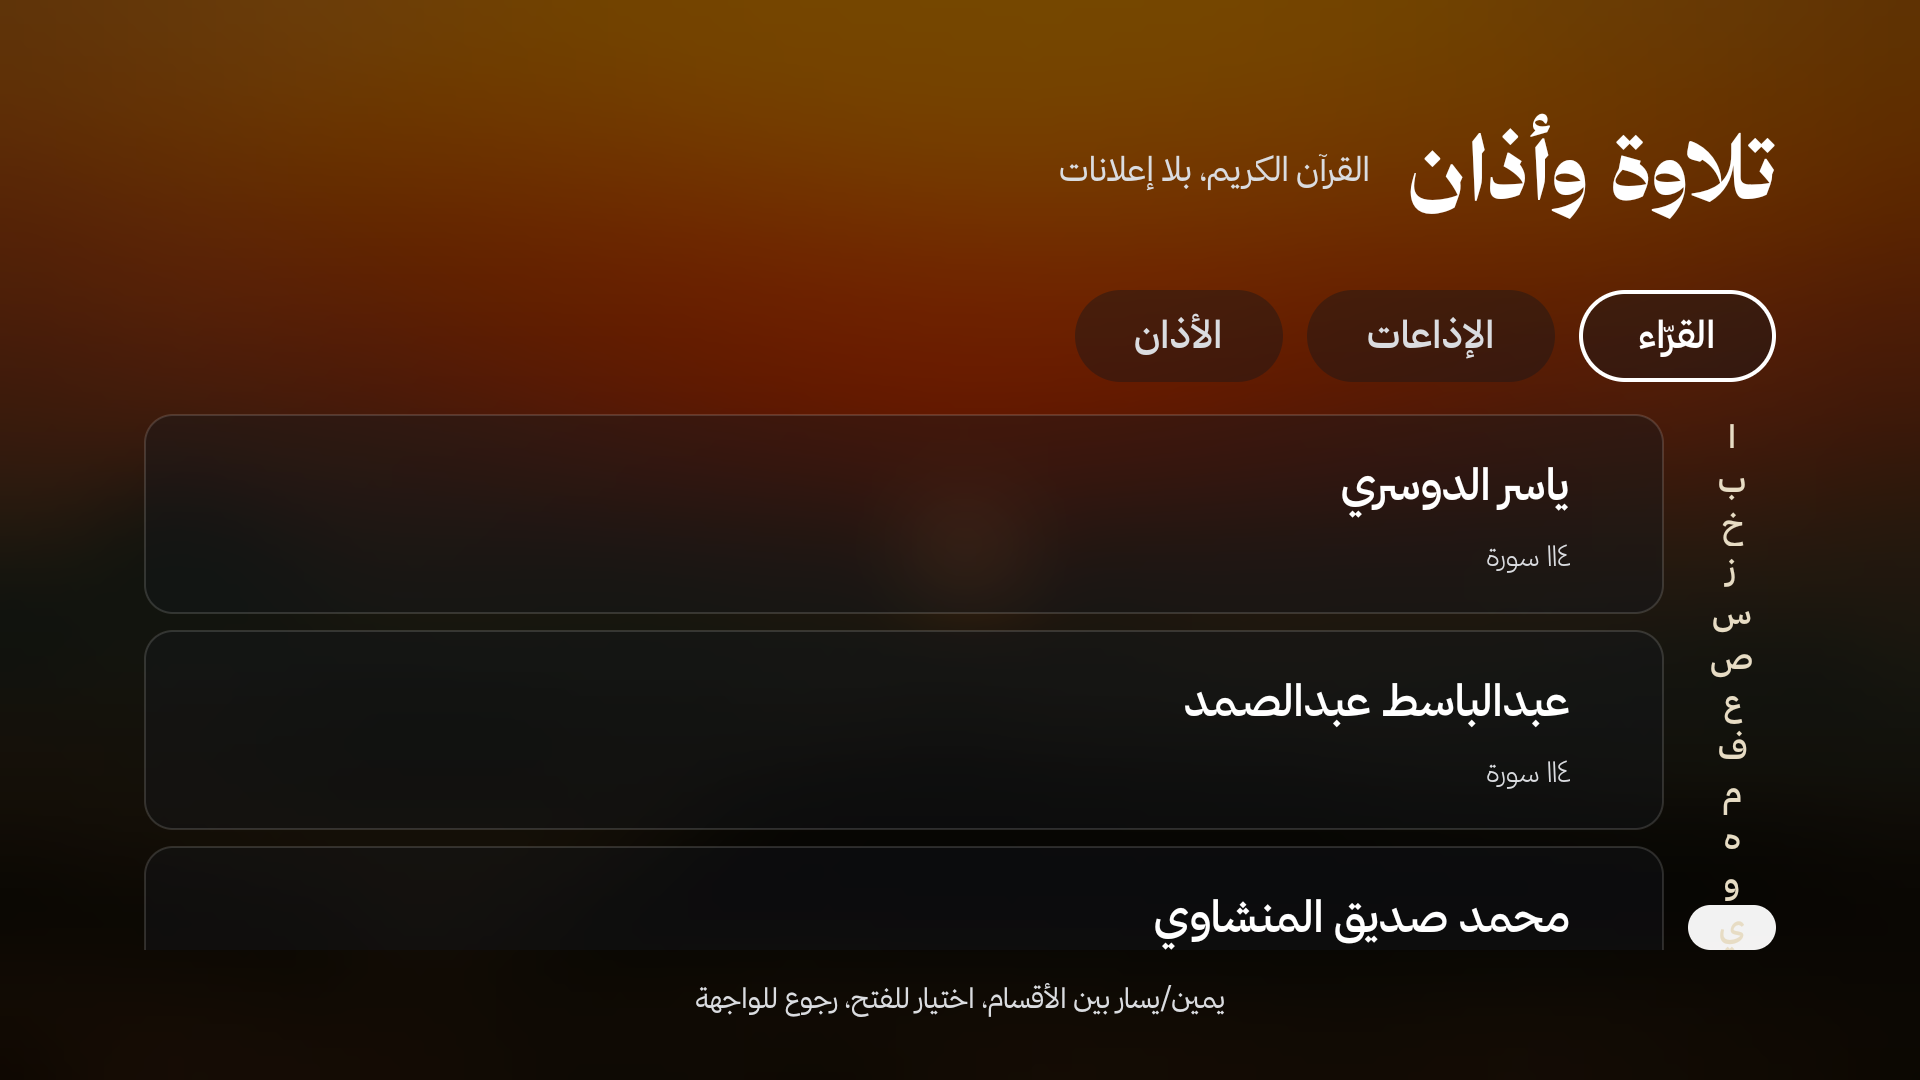 تلاوة وأذان
القرآن الكريم، بلا إعلانات
القرّاء
الإذاعات
الأذان
ا
ب
خ
ز
س
ص
ع
ف
م
ه
و
ي
ياسر الدوسري
١١٤ سورة
عبدالباسط عبدالصمد
١١٤ سورة
محمد صديق المنشاوي
يمين/يسار بين الأقسام، اختيار للفتح، رجوع للواجهة